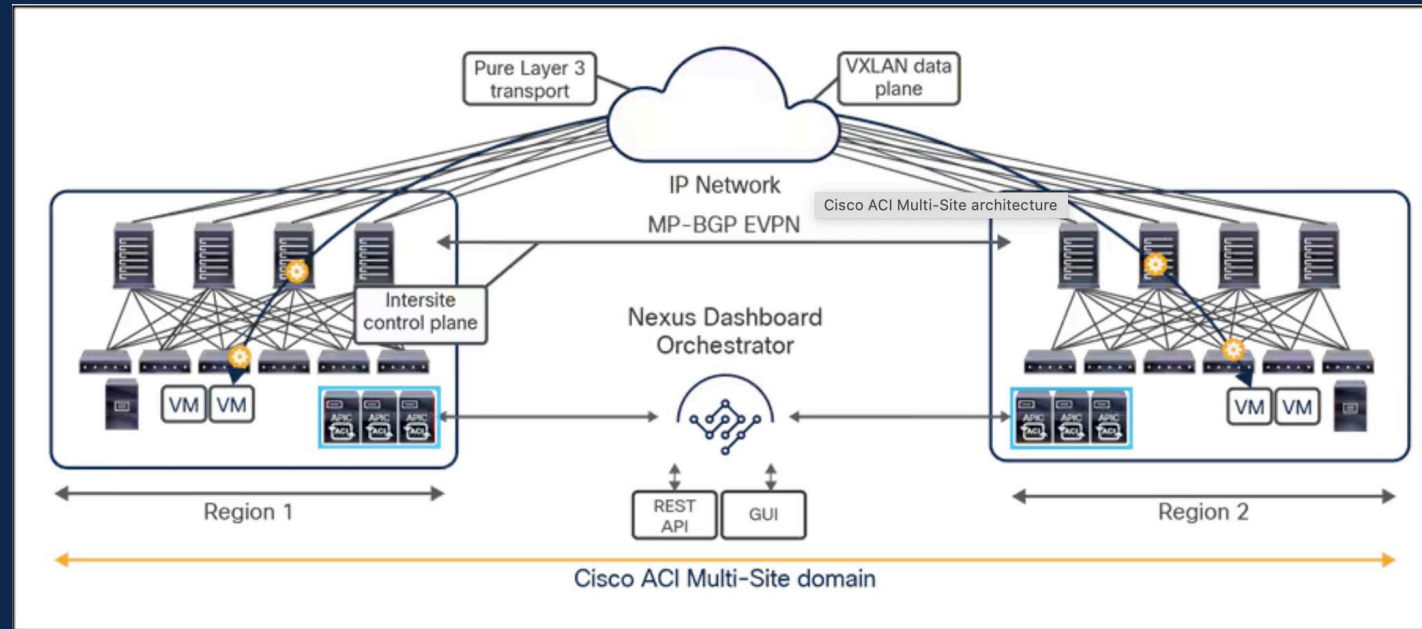 Pure Layer 3
transport
VXLAN data
plane
IP Network
Cisco ACI Multi-Site architecture
MP-BGP EVPN
Intersite
control plane
Nexus Dashboard
Orchestrator
VM VM
APIC APIC APIC
ACI ACI ACI
APIC APIC APIC
ACI ACI ACI
VM VM
Region 1
REST
API
GUI
Region 2
Cisco ACI Multi-Site domain